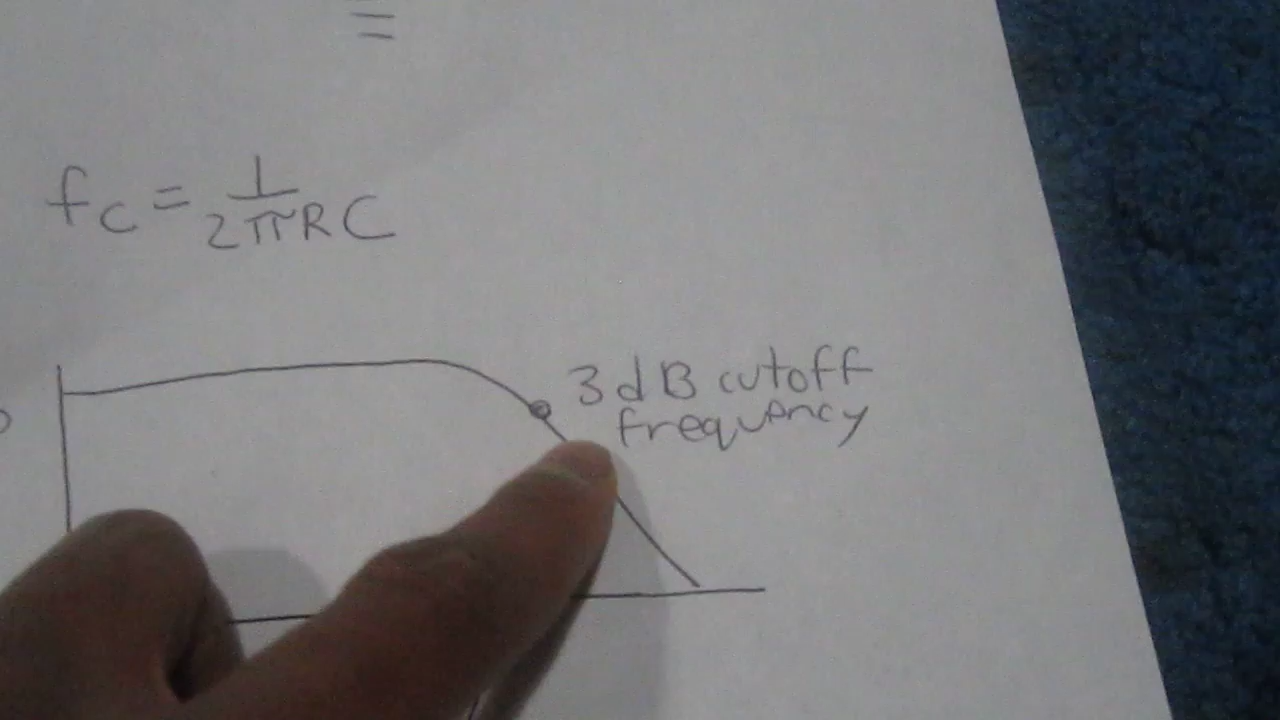 fc = 1/2πRC
3dB cutoff
frequency